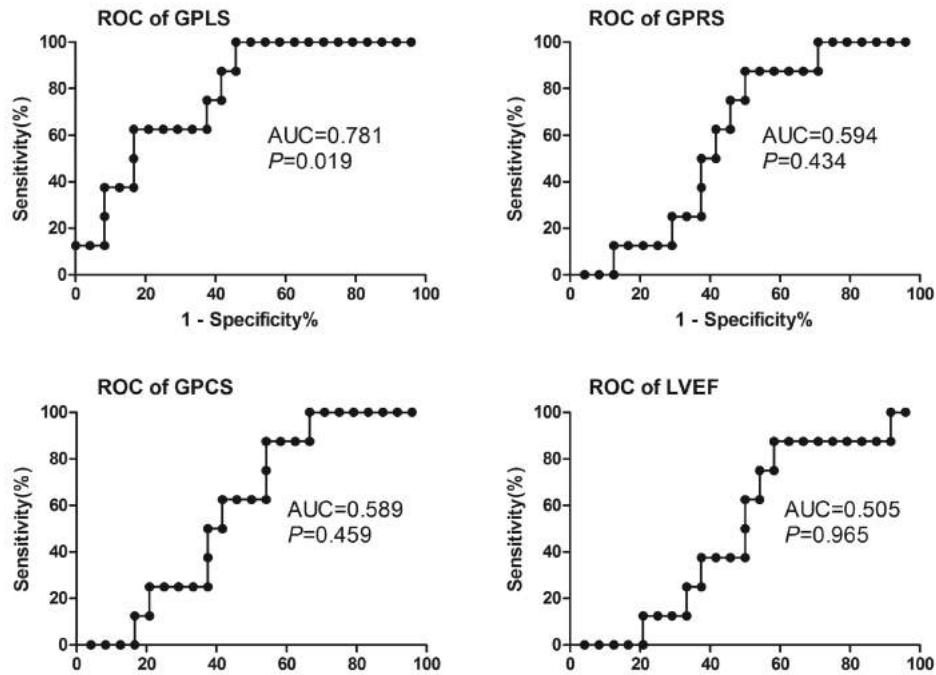 ROC of GPLS
100
80
60
40
20
0
Sensitivity(%)
AUC=0.781
P=0.019
0 20 40 60 80 100
1 - Specificity%
ROC of GPRS
100
80
60
40
20
0
Sensitivity(%)
AUC=0.594
P=0.434
0 20 40 60 80 100
1 - Specificity%
ROC of GPCS
100
80
60
40
20
0
Sensitivity(%)
AUC=0.589
P=0.459
0 20 40 60 80 100
ROC of LVEF
100
80
60
40
20
0
Sensitivity(%)
AUC=0.505
P=0.965
0 20 40 60 80 100